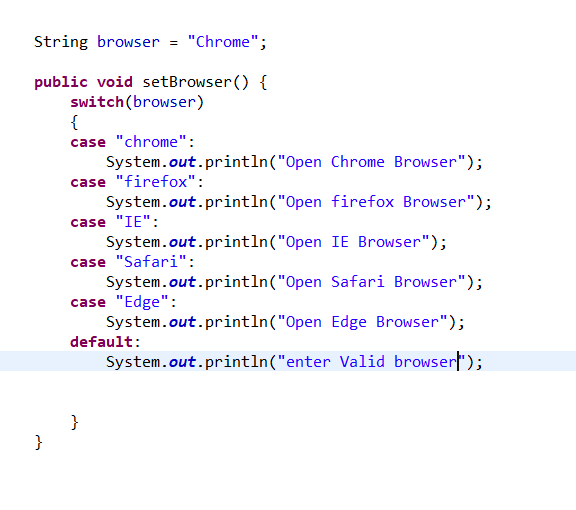 String browser = "Chrome";
public void setBrowser() {
switch(browser)
{
case "chrome":
System.out.println("Open Chrome Browser");
case "firefox":
System.out.println("Open firefox Browser");
case "IE":
System.out.println("Open IE Browser");
case "Safari":
System.out.println("Open Safari Browser");
case "Edge":
System.out.println("Open Edge Browser");
default:
System.out.println("enter Valid browser");
}
}